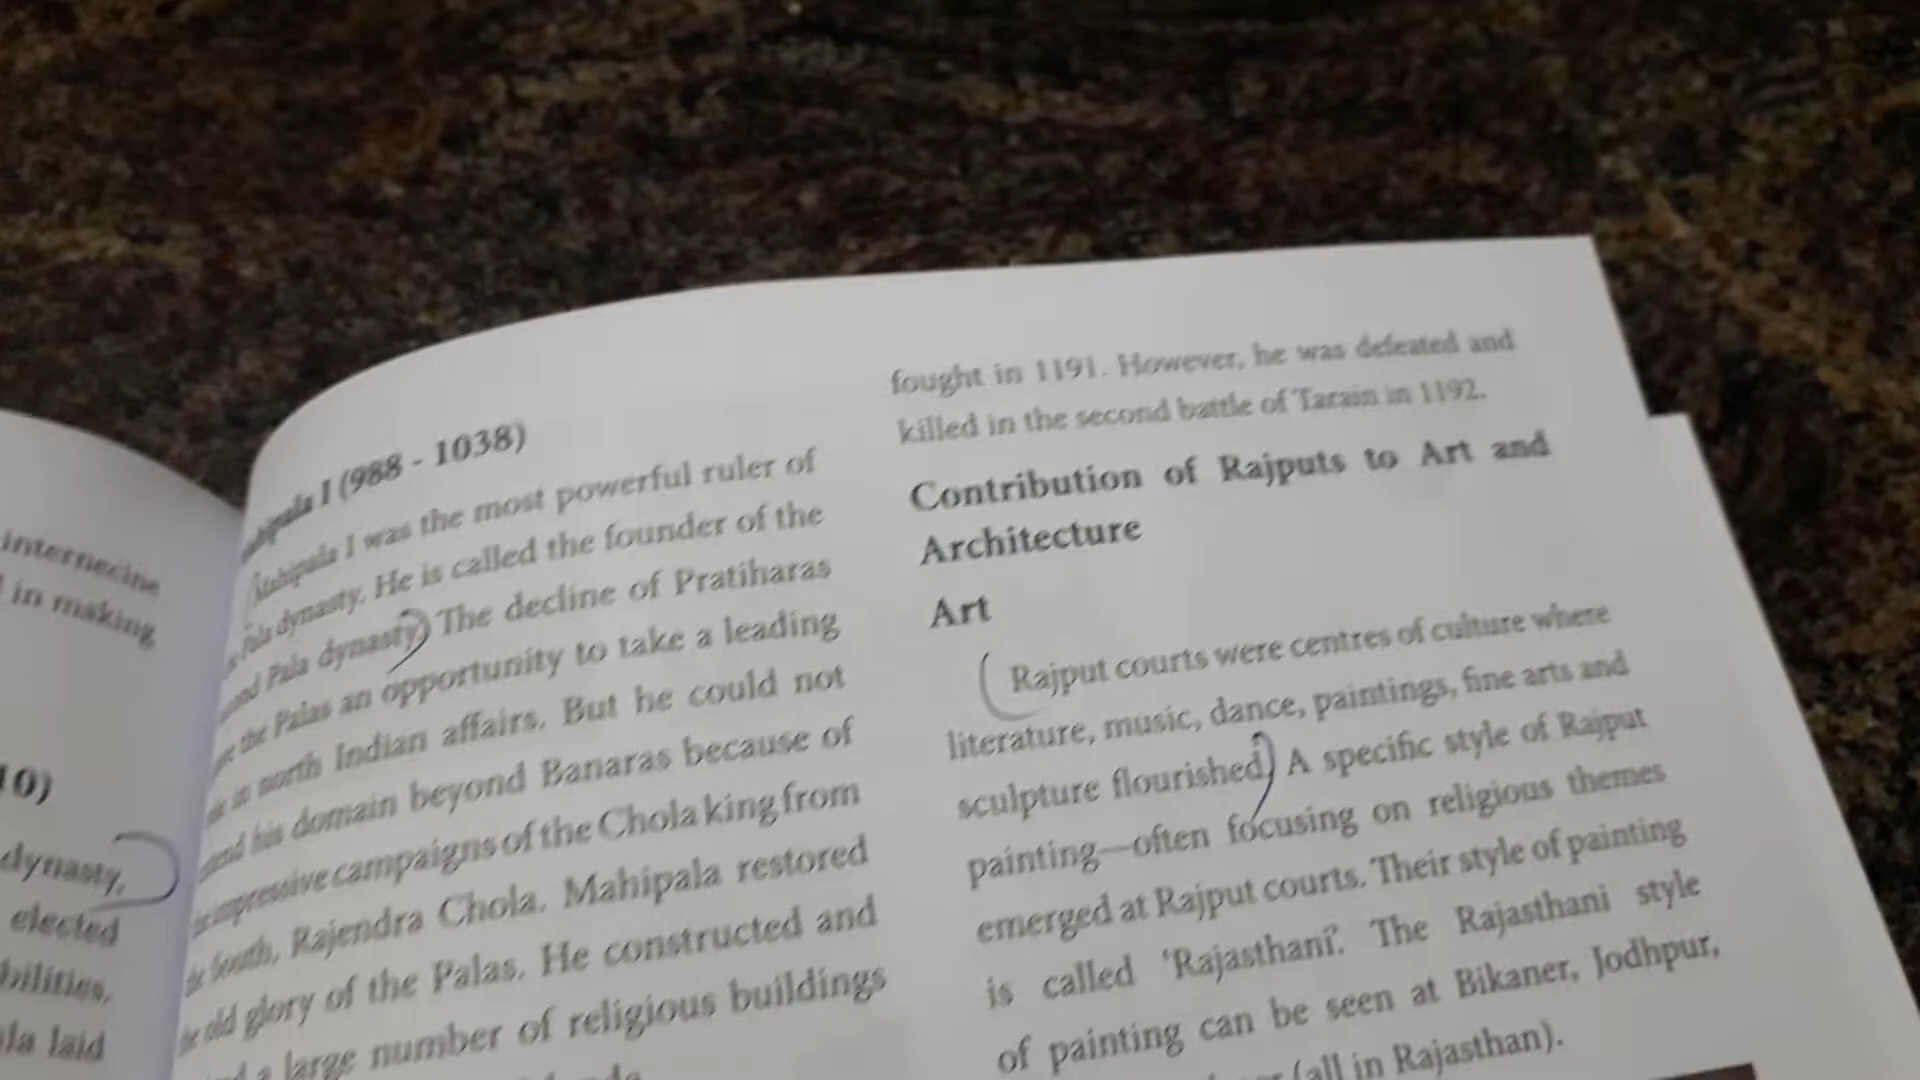 internecine
in making
10)
dynasty,
elected
bilities,
la laid
Mahipala I (988 - 1038)
Mahipala I was the most powerful ruler of
Pala dynasty. He is called the founder of the
Pala dynasty. The decline of Pratiharas
the Palas an opportunity to take a leading
in north Indian affairs. But he could not
his domain beyond Banaras because of
impressive campaigns of the Chola king from
South, Rajendra Chola. Mahipala restored
old glory of the Palas. He constructed and
a large number of religious buildings
fought in 1191. However, he was defeated and
killed in the second battle of Tarain in 1192.
Contribution of Rajputs to Art and
Architecture
Art
Rajput courts were centres of culture where
literature, music, dance, paintings, fine arts and
sculpture flourished. A specific style of Rajput
painting—often focusing on religious themes
emerged at Rajput courts. Their style of painting
is called 'Rajasthani'. The Rajasthani style
of painting can be seen at Bikaner, Jodhpur,
(all in Rajasthan).